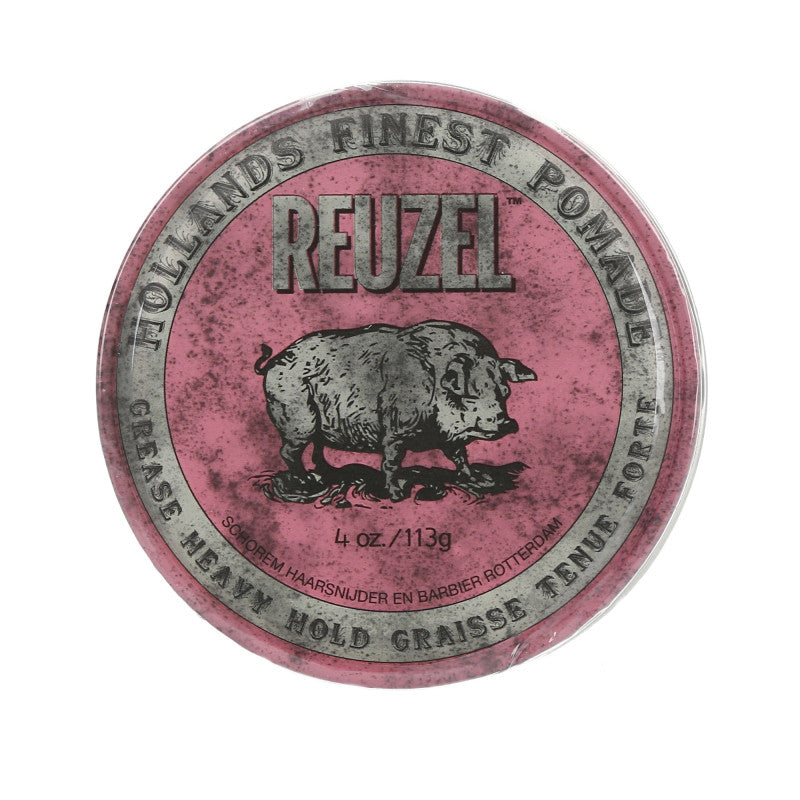 HOLLANDS FINEST POMADE
REUZEL™
4 oz./113g
SCHOREM HAARSNIJDER EN BARBIER ROTTERDAM
GREASE HEAVY HOLD GRAISSE TENUE FORTE